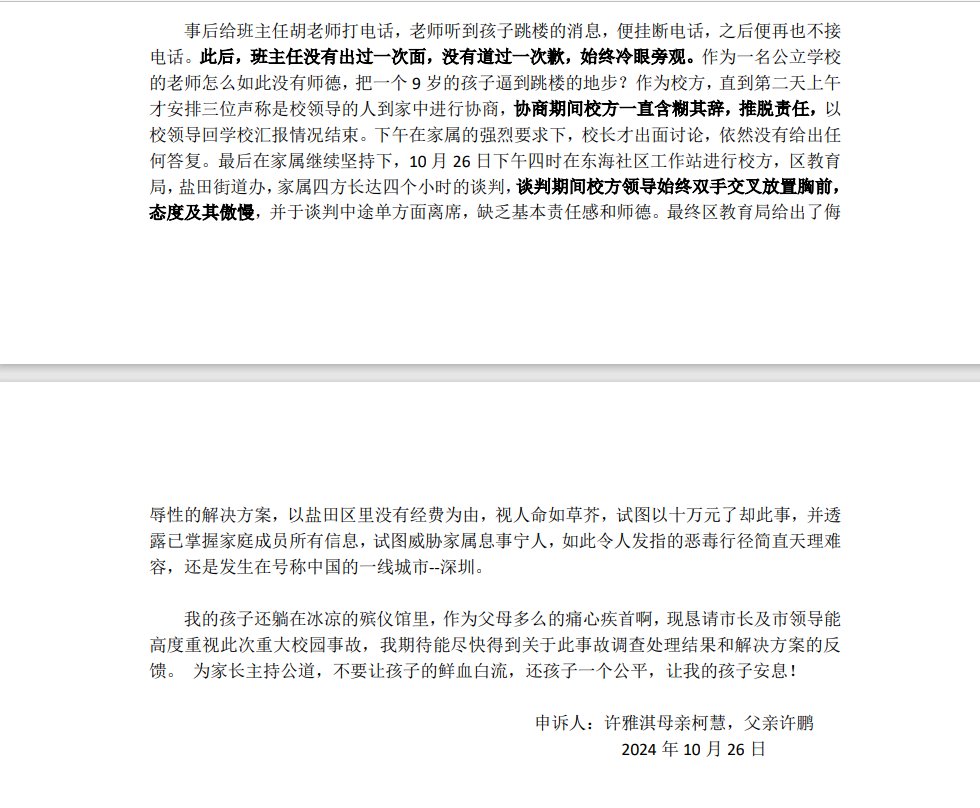 事后给班主任胡老师打电话，老师听到孩子跳楼的消息，便挂断电话，之后便再也不接
电话。此后，班主任没有出过一次面，没有道过一次歉，始终冷眼旁观。作为一名公立学校
的老师怎么如此没有师德，把一个 9 岁的孩子逼到跳楼的地步？作为校方，直到第二天上午
才安排三位声称是校领导的人到家中进行协商，协商期间校方一直含糊其辞，推脱责任，以
校领导回学校汇报情况结束。下午在家属的强烈要求下，校长才出面讨论，依然没有给出任
何答复。最后在家属继续坚持下，10 月 26 日下午四时在东海社区工作站进行校方，区教育
局，盐田街道办，家属四方长达四个小时的谈判，谈判期间校方领导始终双手交叉放置胸前，
态度及其傲慢，并于谈判中途单方面离席，缺乏基本责任感和师德。最终区教育局给出了侮
辱性的解决方案，以盐田区里没有经费为由，视人命如草芥，试图以十万元了却此事，并透
露已掌握家庭成员所有信息，试图威胁家属息事宁人，如此令人发指的恶毒行径简直天理难
容，还是发生在号称中国的一线城市--深圳。
我的孩子还躺在冰凉的殡仪馆里，作为父母多么的痛心疾首啊，现恳请市长及市领导能
高度重视此次重大校园事故，我期待能尽快得到关于此事故调查处理结果和解决方案的反
馈。 为家长主持公道，不要让孩子的鲜血白流，还孩子一个公平，让我的孩子安息！
申诉人：许雅淇母亲柯慧，父亲许鹏
2024 年 10 月 26 日